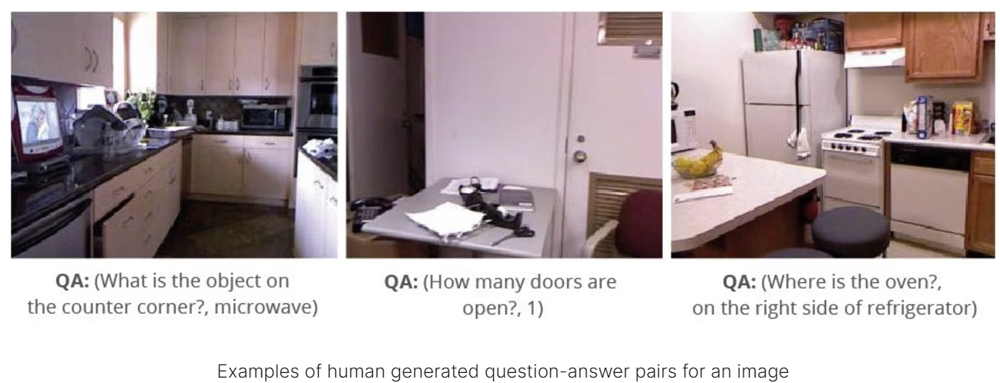 QA: (What is the object on
the counter corner?, microwave)
QA: (How many doors are
open?, 1)
QA: (Where is the oven?,
on the right side of refrigerator)
Examples of human generated question-answer pairs for an image